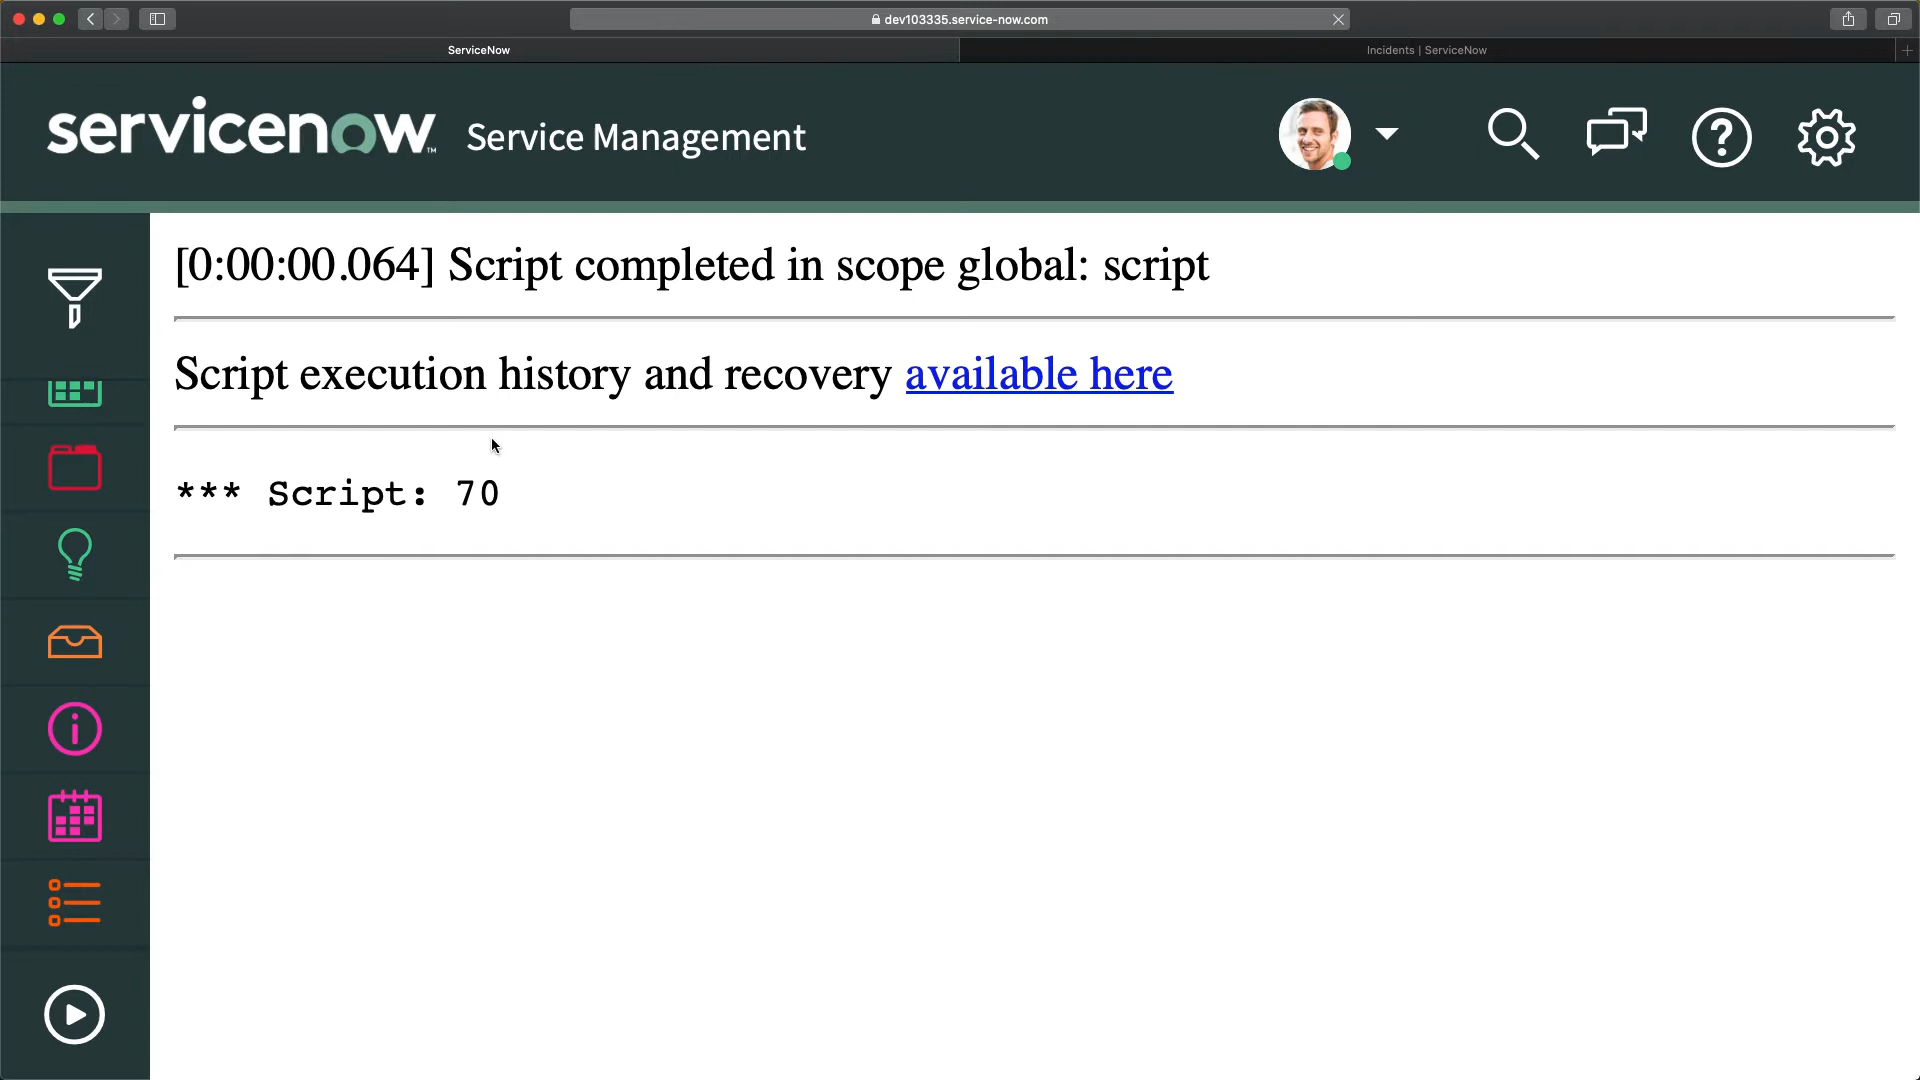 dev103335.service-now.com
ServiceNow
Incidents | ServiceNow
servicenow™ Service Management
[0:00:00.064] Script completed in scope global: script
Script execution history and recovery available here
*** Script: 70